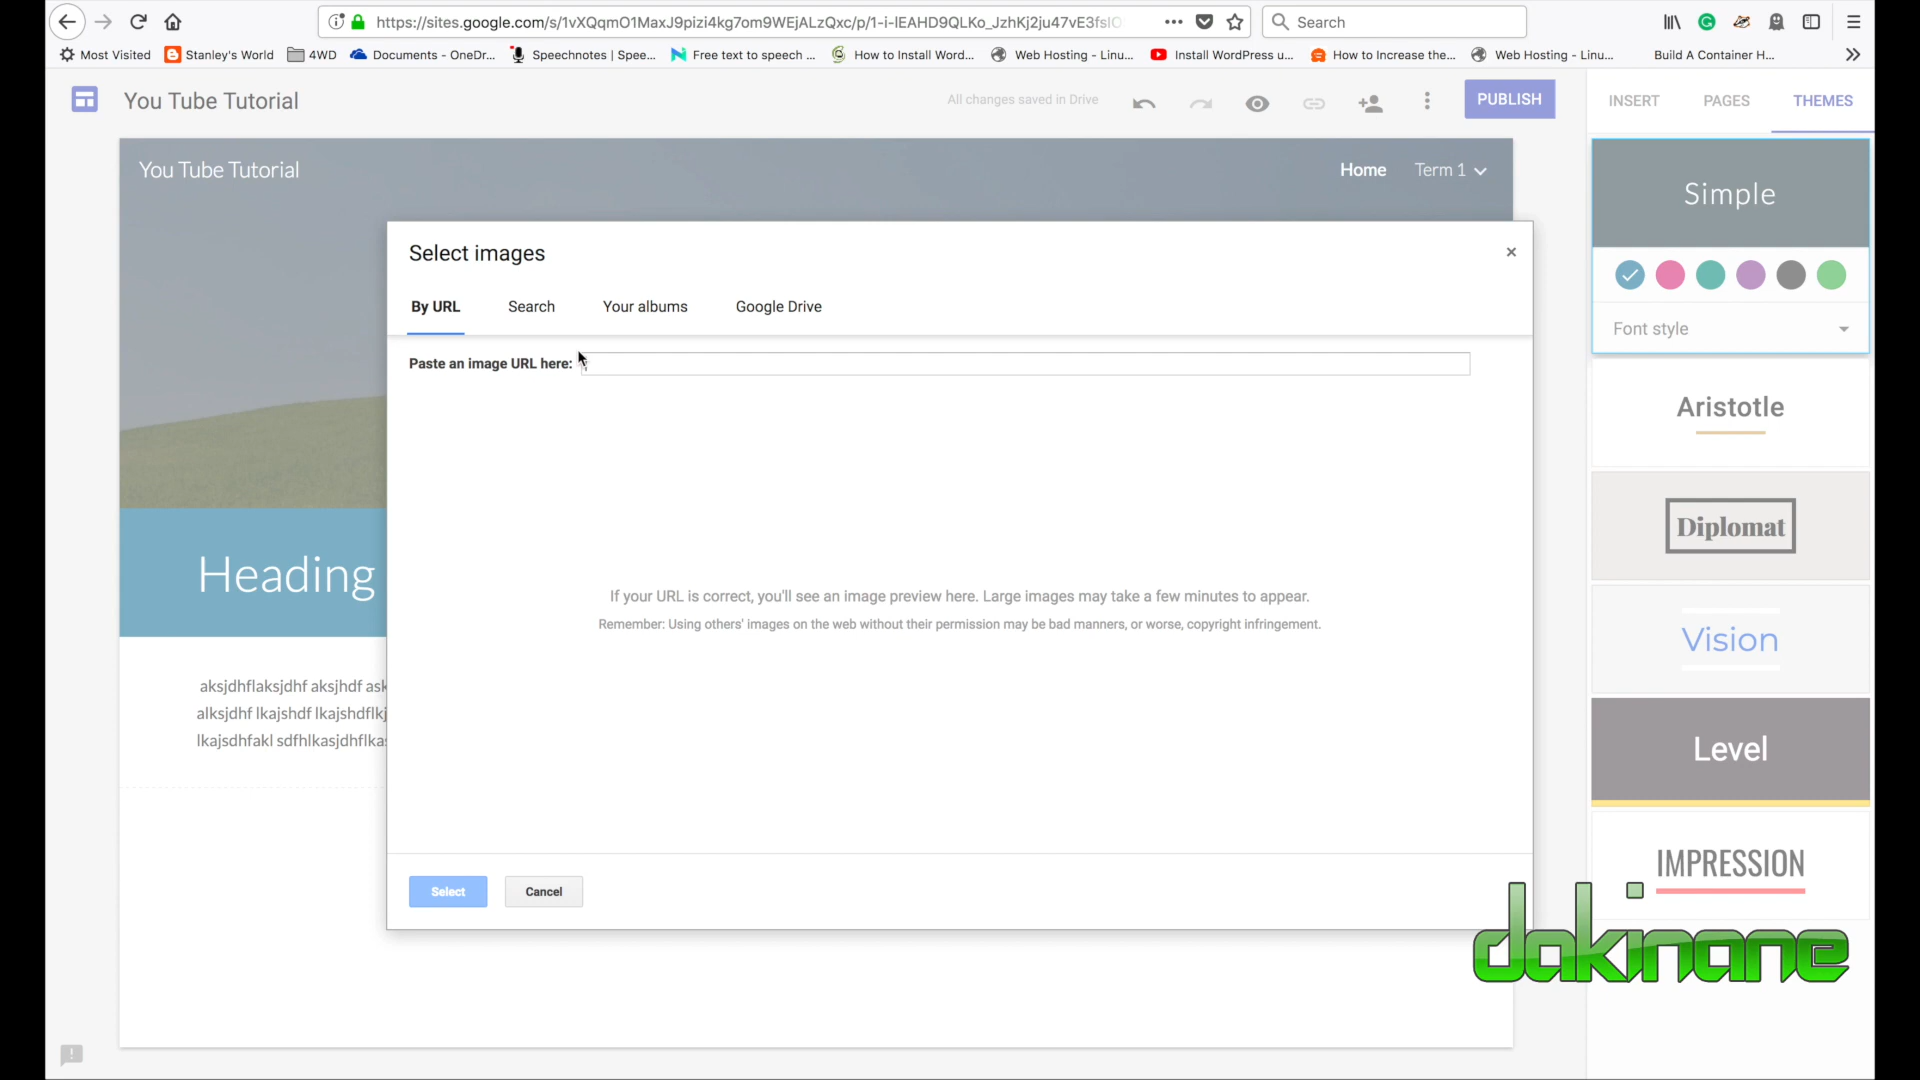 https://sites.google.com/s/1vXQqmO1MaxJ9pizi4kg7om9WEjALzQxc/p/1-i-lEAHD9QLKo_JzhKj2ju47vE3fslO
Search
Most Visited
Stanley's World
4WD
Documents - OneDr...
Speechnotes | Spee...
Free text to speech ...
How to Install Word...
Web Hosting - Linu...
Install WordPress u...
How to Increase the...
Web Hosting - Linu...
Build A Container H...
You Tube Tutorial
All changes saved in Drive
PUBLISH
INSERT
PAGES
THEMES
You Tube Tutorial
Home
Term 1
Simple
Font style
Aristotle
Diplomat
Vision
Level
IMPRESSION
Select images
By URL
Search
Your albums
Google Drive
Paste an image URL here:
If your URL is correct, you'll see an image preview here. Large images may take a few minutes to appear.
Remember: Using others' images on the web without their permission may be bad manners, or worse, copyright infringement.
Select
Cancel
Heading
aksjdhflaksjdhf aksjhdf ask
alksjdhf lkajshdf lkajshdflkj
lkajsdhfakl sdfhlkasjdhflkas
dakinane